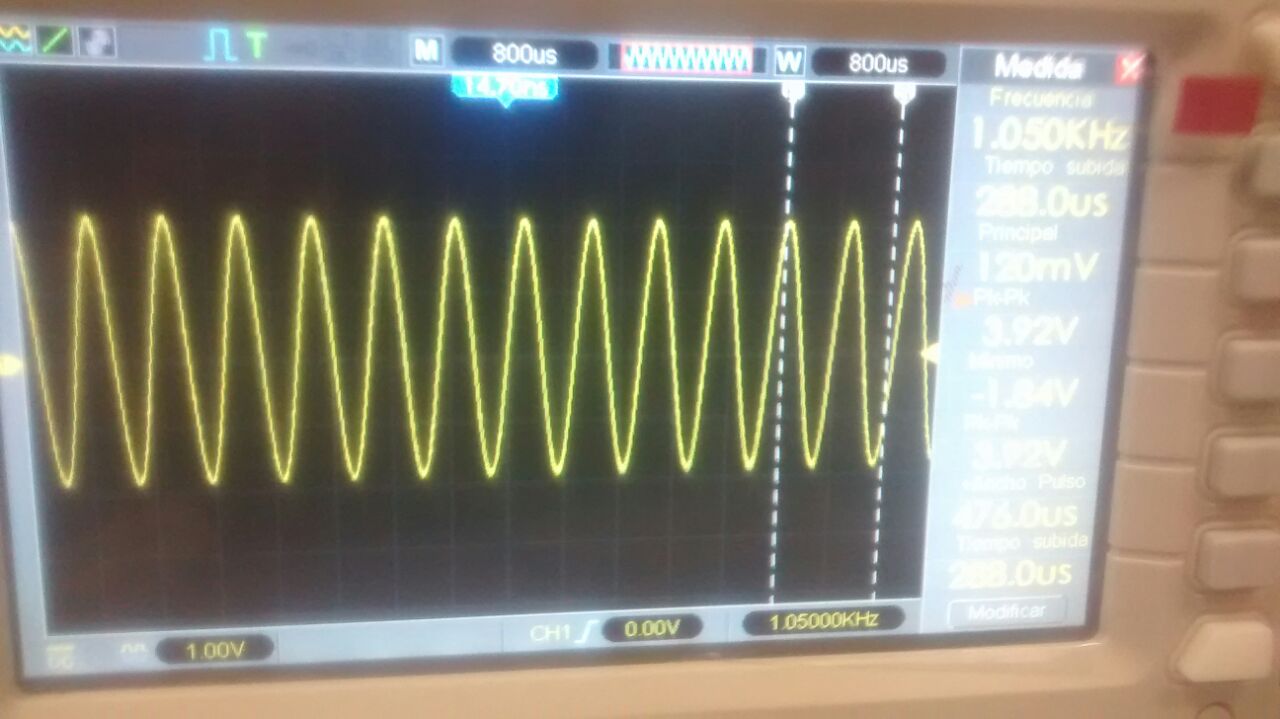 T
M
800us
W
800us
14.70ns
Medida
Frecuencia
1.050KHz
Tiempo subida
288.0us
Principal
120mV
Pk-Pk
3.92V
Minimo
-1.84V
Pk-Pk
3.92V
+Ancho Pulso
476.0us
Tiempo subida
288.0us
Modificar
DC
1.00V
CH1
0.00V
1.05000KHz